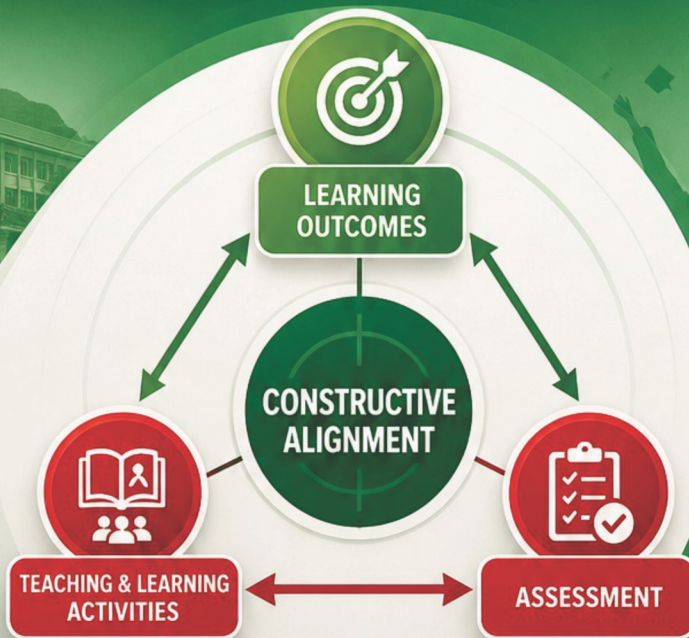 LEARNING
OUTCOMES
CONSTRUCTIVE
ALIGNMENT
TEACHING & LEARNING
ACTIVITIES
ASSESSMENT